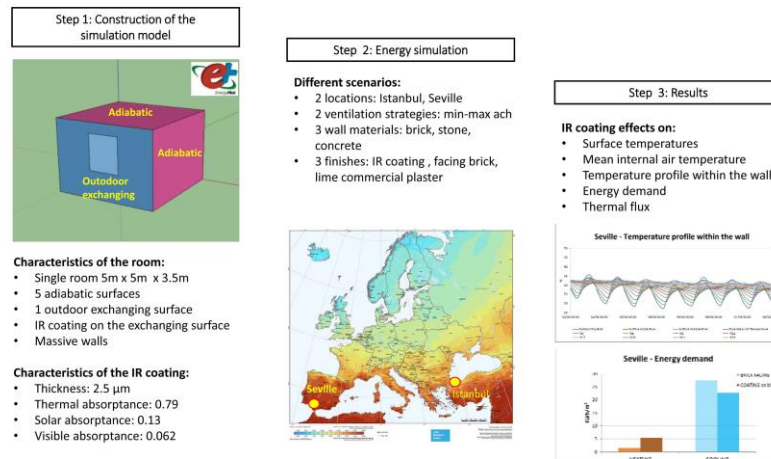 Step 1: Construction of the
simulation model
et
Adiabatic
Adiabatic
Outodoor
exchanging
Characteristics of the room:
• Single room 5m x 5m x 3.5m
• 5 adiabatic surfaces
• 1 outdoor exchanging surface
• IR coating on the exchanging surface
• Massive walls
Characteristics of the IR coating:
• Thickness: 2.5 µm
• Thermal absorptance: 0.79
• Solar absorptance: 0.13
• Visible absorptance: 0.062
Step 2: Energy simulation
Different scenarios:
• 2 locations: Istanbul, Seville
• 2 ventilation strategies: min-max ach
• 3 wall materials: brick, stone,
concrete
• 3 finishes: IR coating , facing brick,
lime commercial plaster
Seville
Istanbul
Step 3: Results
IR coating effects on:
• Surface temperatures
• Mean internal air temperature
• Temperature profile within the wall
• Energy demand
• Thermal flux
Seville - Temperature profile within the wall
Seville - Energy demand
BRICK FACING
COATING
HEATING
COOLING